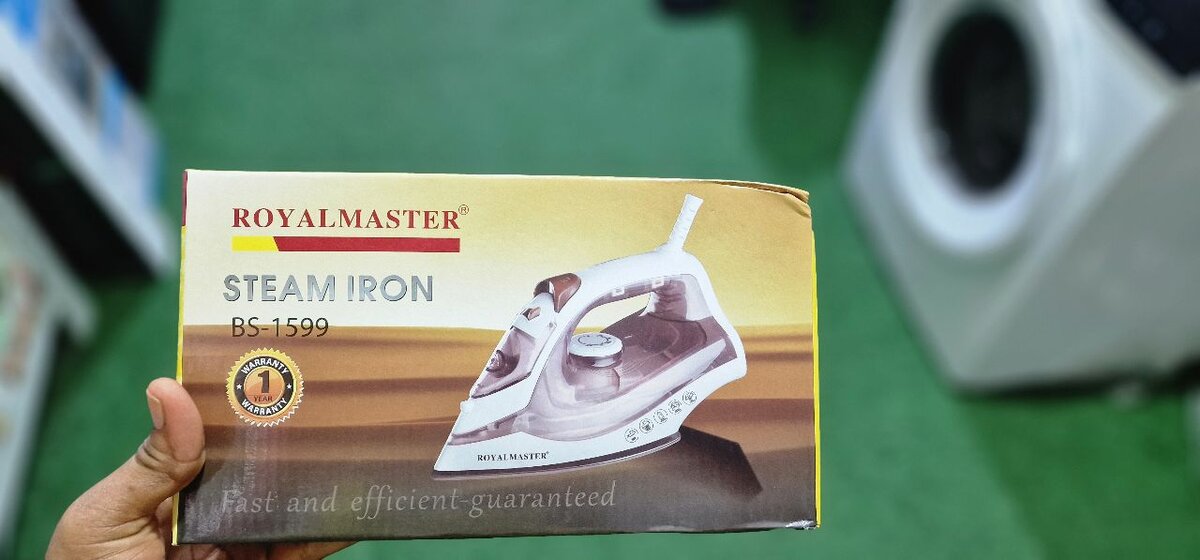 ROYALMASTER®
STEAM IRON
BS-1599
WARRANTY
1
YEAR
WARRANTY
ROYALMASTER®
Fast and efficient-guaranteed